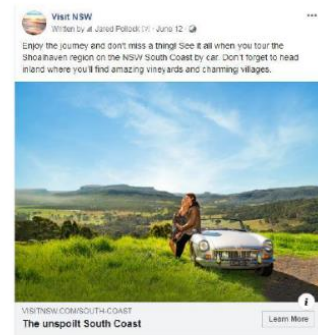 Visit NSW
Written by at Jared Pollock [?] · June 12 ·
Enjoy the journey and don't miss a thing! See it all when you tour the
Shoalhaven region on the NSW South Coast by car. Don't forget to head
inland where you'll find amazing vineyards and charming villages.
VISITNSW.COM/SOUTH-COAST
The unspoilt South Coast
Learn More